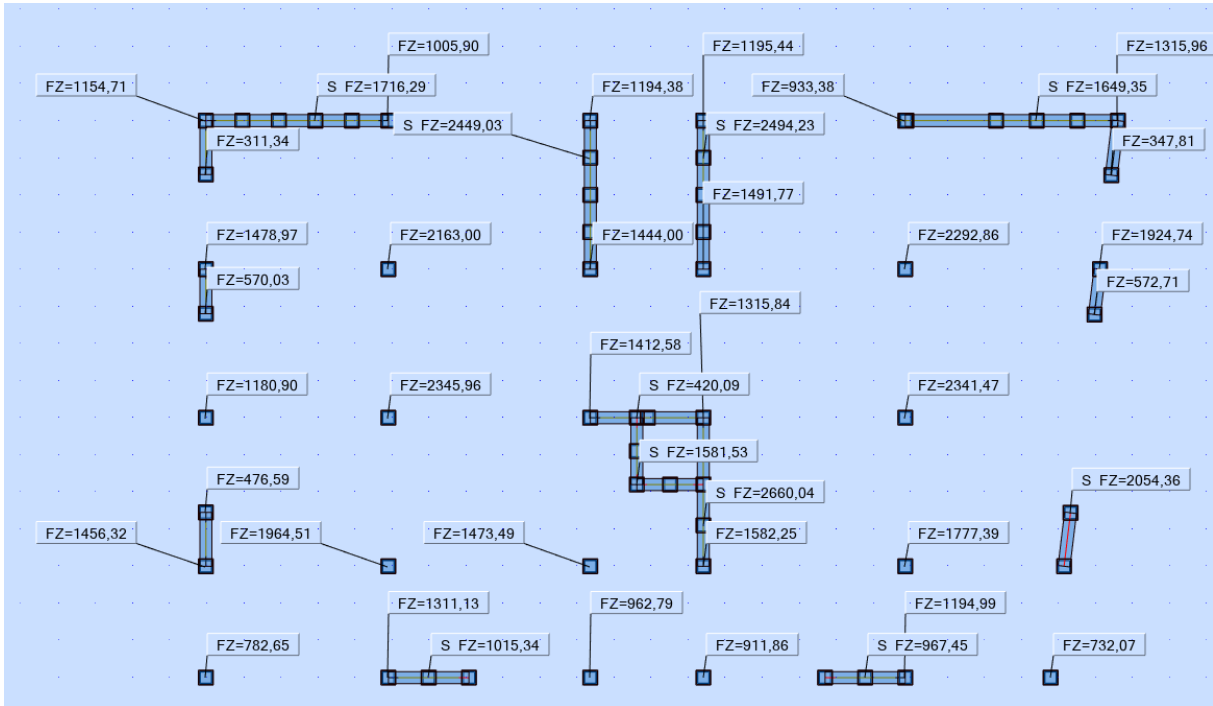 FZ=1005,90
FZ=1195,44
FZ=1315,96
FZ=1154,71
S FZ=1716,29
FZ=1194,38
FZ=933,38
S FZ=1649,35
S FZ=2449,03
S FZ=2494,23
FZ=311,34
FZ=347,81
FZ=1491,77
FZ=1478,97
FZ=2163,00
FZ=1444,00
FZ=2292,86
FZ=1924,74
FZ=570,03
FZ=572,71
FZ=1315,84
FZ=1412,58
FZ=1180,90
FZ=2345,96
S FZ=420,09
FZ=2341,47
S FZ=1581,53
FZ=476,59
S FZ=2660,04
S FZ=2054,36
FZ=1456,32
FZ=1964,51
FZ=1473,49
FZ=1582,25
FZ=1777,39
FZ=1311,13
FZ=962,79
FZ=1194,99
FZ=782,65
S FZ=1015,34
FZ=911,86
S FZ=967,45
FZ=732,07